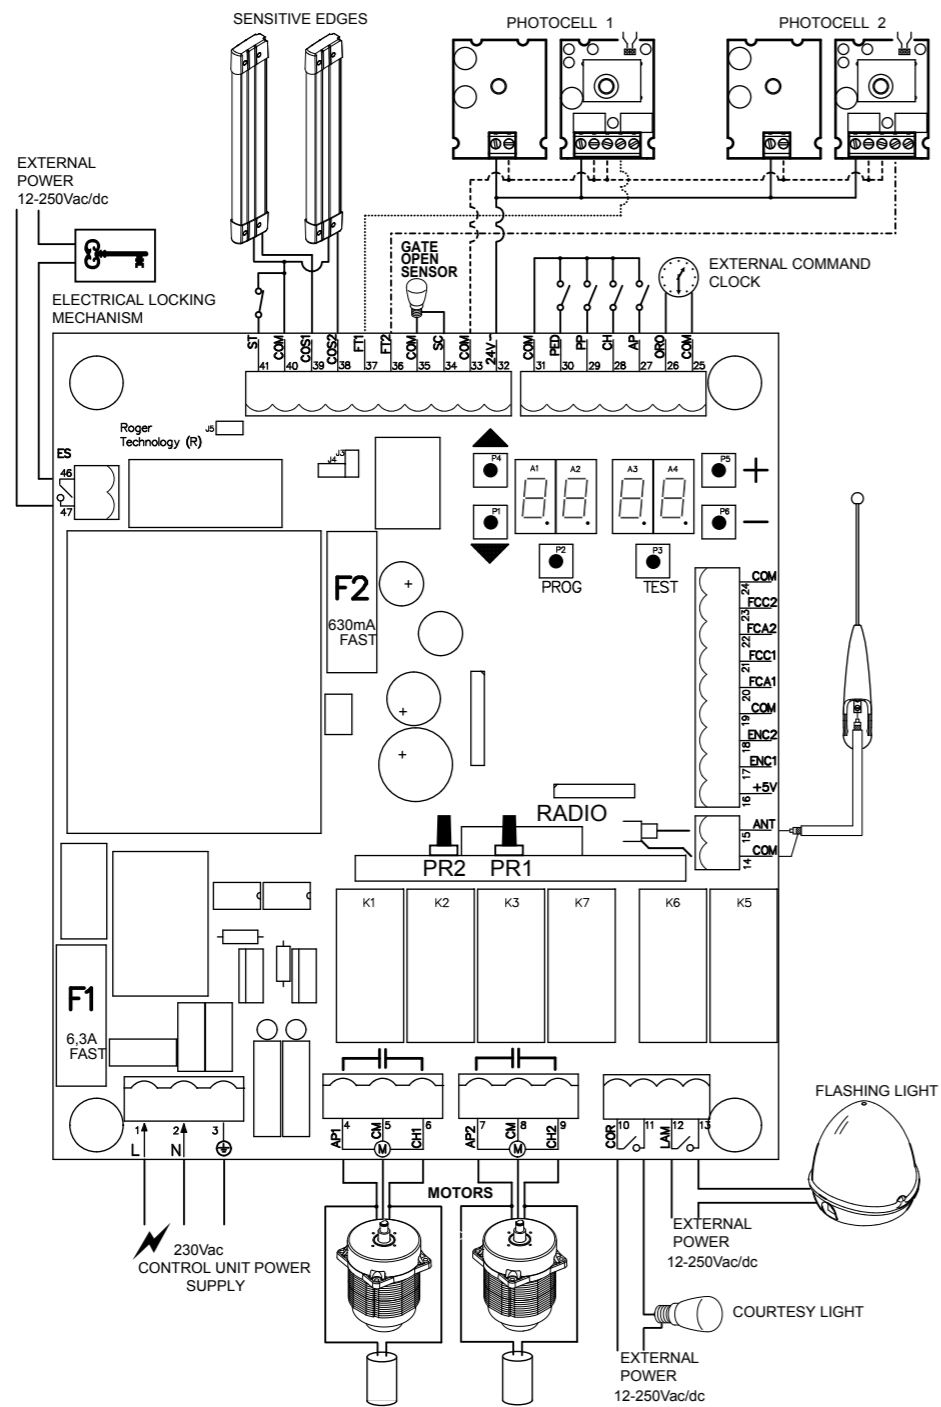 SENSITIVE EDGES
PHOTOCELL 1
PHOTOCELL 2
EXTERNAL
POWER
12-250Vac/dc
ELECTRICAL LOCKING
MECHANISM
GATE
OPEN
SENSOR
EXTERNAL COMMAND
CLOCK
ST
COM
COS1
COS2
FT1
FT2
COM
SC
COM
24V~
COM
PED
PP
CH
AP
ORO
COM
41
40
39
38
37
36
35
34
33
32
31
30
29
28
27
26
25
Roger
Technology (R)
J5
J3
J4
ES
46
47
P4
P1
A1
A2
A3
A4
P5
+
P6
−
P2
PROG
P3
TEST
F2
630mA
FAST
+
+
+
COM
24
FCC2
23
FCA2
22
FCC1
21
FCA1
20
COM
19
ENC2
18
ENC1
17
+5V
16
RADIO
ANT
15
COM
14
PR2
PR1
K1
K2
K3
K7
K6
K5
F1
6,3A
FAST
1
2
3
L
N
AP1
4
CM
5
CH1
6
M
AP2
7
CM
8
CH2
9
M
COR
10
11
LAM
12
13
FLASHING LIGHT
MOTORS
230Vac
CONTROL UNIT POWER
SUPPLY
EXTERNAL
POWER
12-250Vac/dc
COURTESY LIGHT
EXTERNAL
POWER
12-250Vac/dc